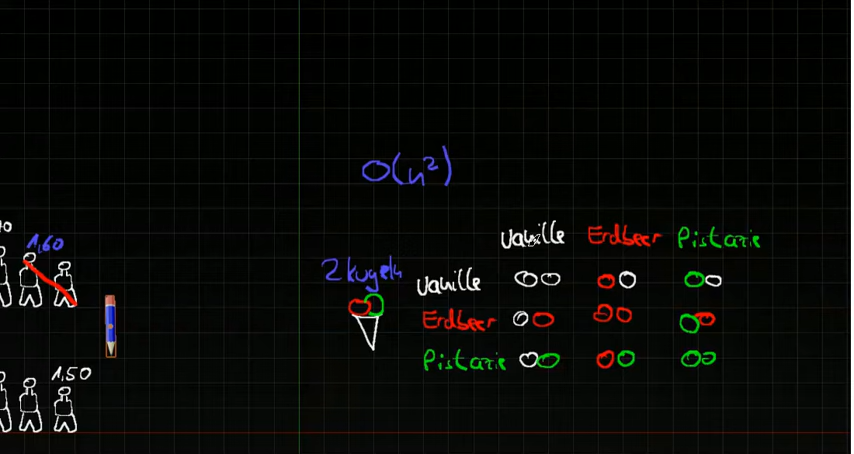 O(n²)
1,60
Vanille Erdbeer Pistazie
2 Kugeln
Vanille
Erdbeer
Pistazie
1,50